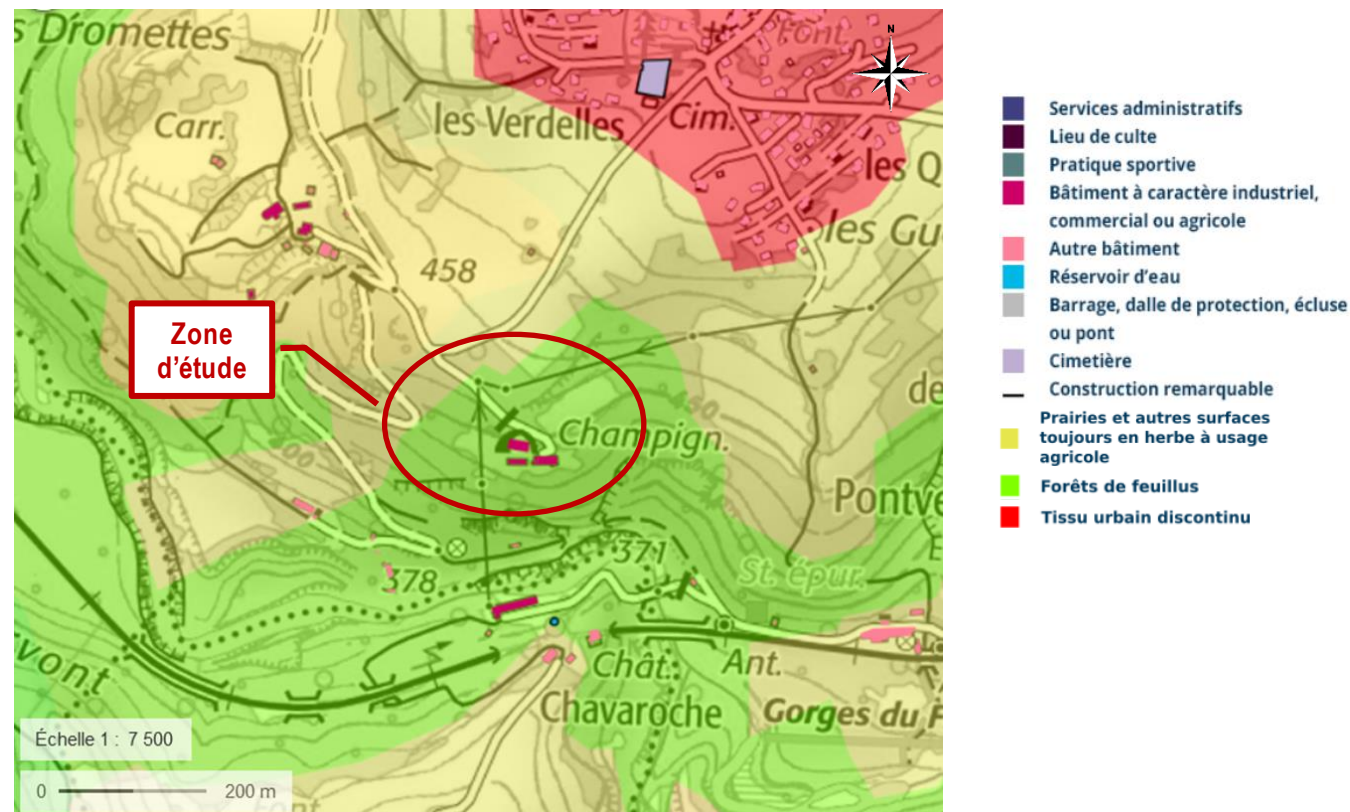 s Dromettes
Font.
N
Carr.
les Verdelles
Cim.
les Q
les Gu
458
Zone
d'étude
de
Champign.
Pontve
371
St. épur.
378
vont
Chât.
Ant.
Chavaroche
Gorges du F
Échelle 1 : 7 500
0
200 m
Font
Services administratifs
Lieu de culte
Pratique sportive
Bâtiment à caractère industriel,
commercial ou agricole
Autre bâtiment
Réservoir d'eau
Barrage, dalle de protection, écluse
ou pont
Cimetière
Construction remarquable
Prairies et autres surfaces
toujours en herbe à usage
agricole
Forêts de feuillus
Tissu urbain discontinu